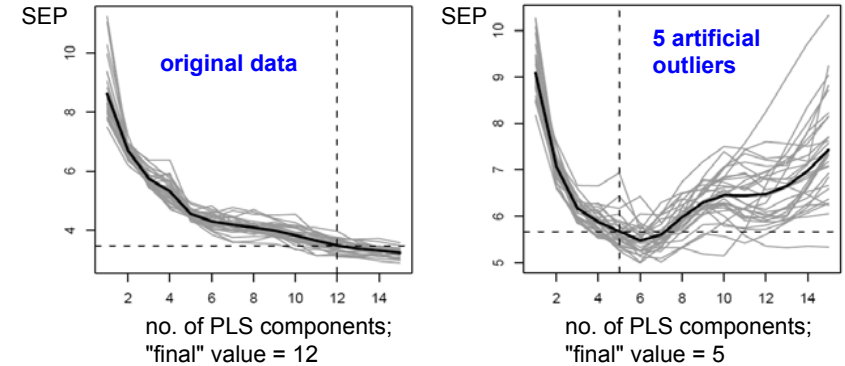 SEP
original data
10
8
6
4
2 4 6 8 10 12 14
no. of PLS components;
"final" value = 12
SEP
5 artificial
outliers
10
9
8
7
6
5
2 4 6 8 10 12 14
no. of PLS components;
"final" value = 5